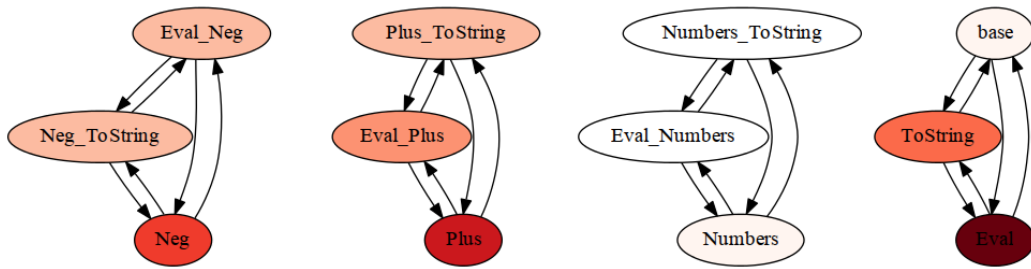 Eval_Neg
Plus_ToString
Numbers_ToString
base
Neg_ToString
Eval_Plus
Eval_Numbers
ToString
Neg
Plus
Numbers
Eval